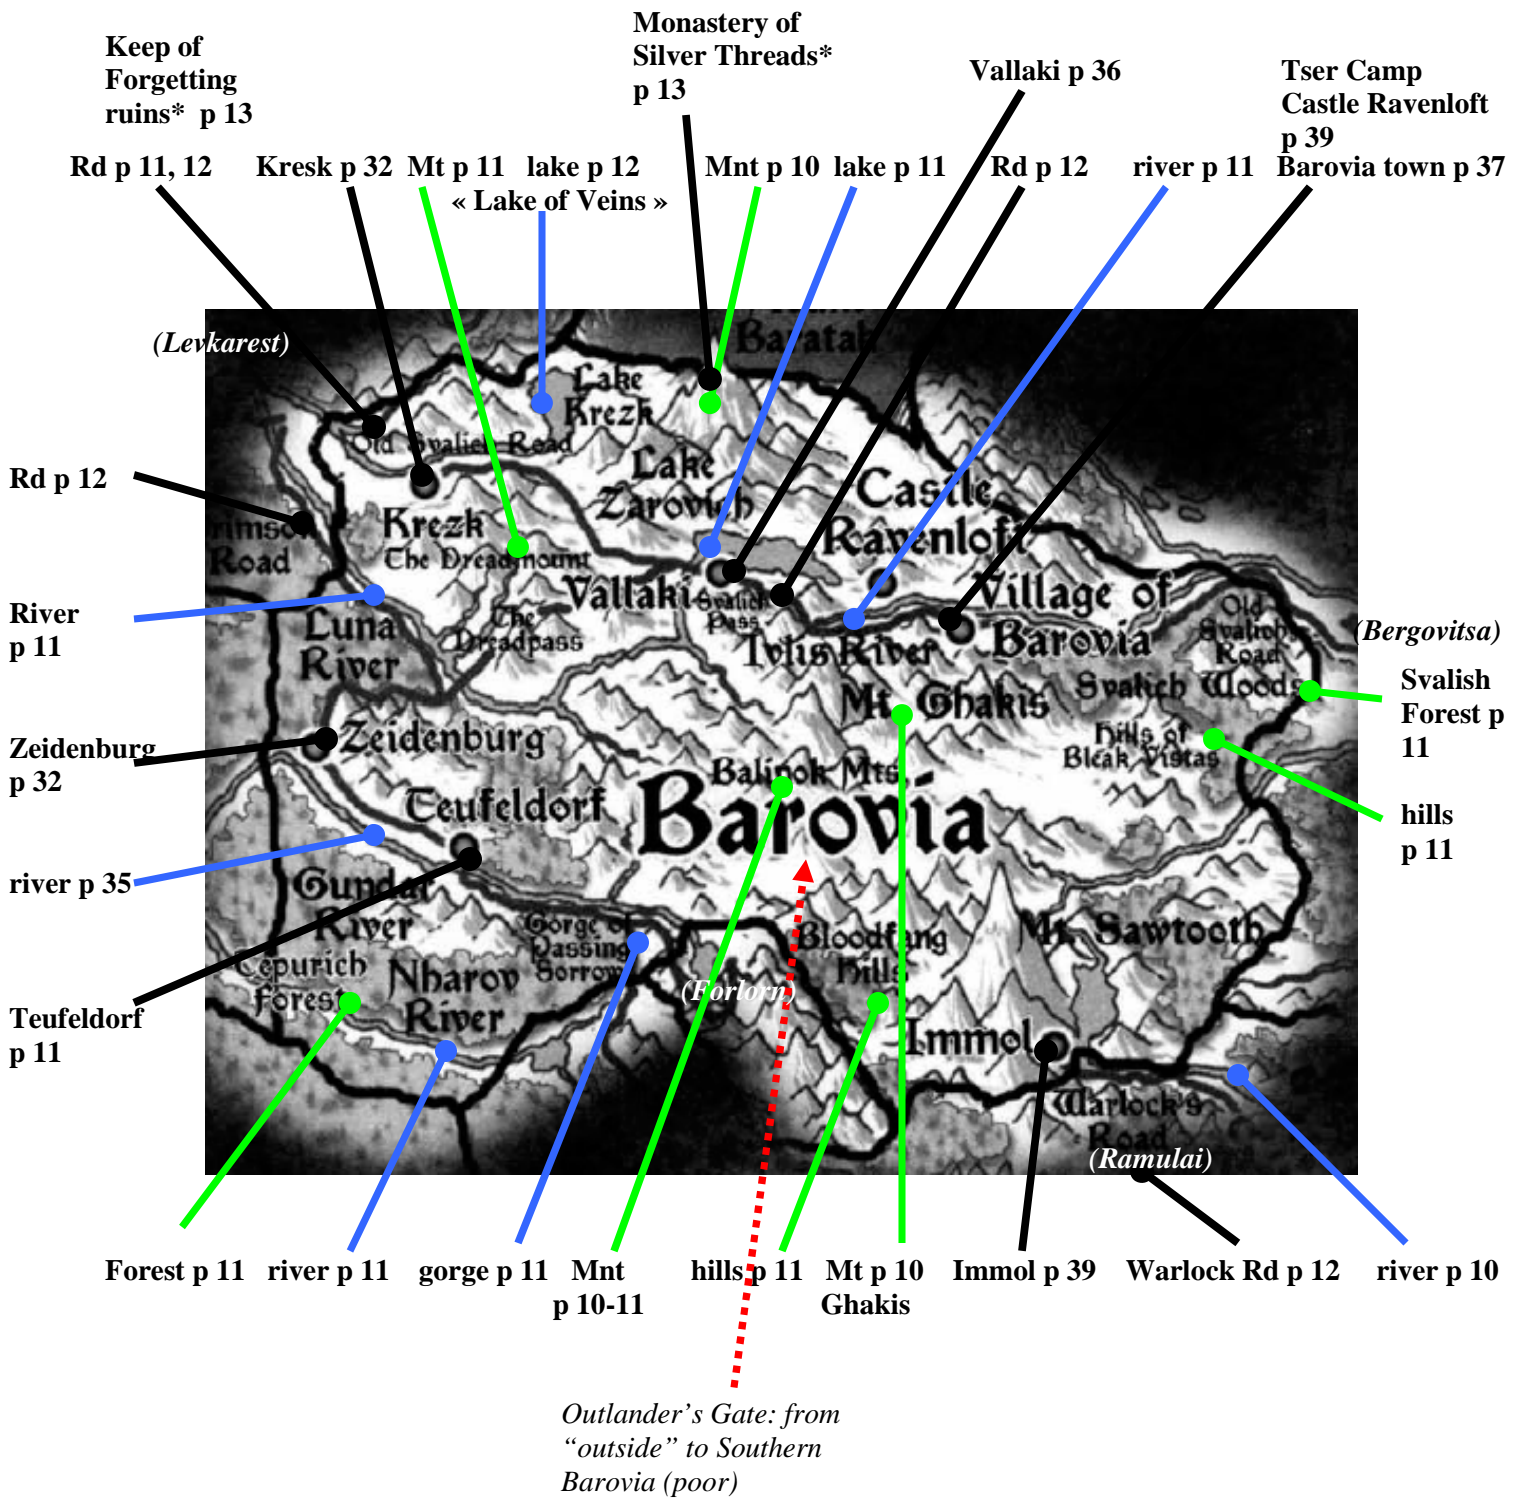 Keep of
Forgetting
ruins* p 13
Monastery of
Silver Threads*
p 13
Vallaki p 36
Tser Camp
Castle Ravenloft
p 39
Rd p 11, 12
Kresk p 32
Mt p 11
lake p 12
Mnt p 10
lake p 11
Rd p 12
river p 11
Barovia town p 37
« Lake of Veins »
(Levkarest)
Baratak
Lake
Krezk
Old Svalich Road
Lake
Zarovich
Castle
Ravenloft
Rd p 12
Krezk
Road
The Dreadmount
Vallaki
Svalich
Pass
Village of
Barovia
Old
Svalich
Road
River
p 11
Luna
River
The
Dreadpass
Ivlis River
(Bergovitsa)
Svalich Woods
Svalish
Forest p
11
Mt. Ghakis
Zeidenburg
p 32
Zeidenburg
Hills of
Bleak Vistas
Balinok Mts.
Teufeldorf
Barovia
hills
p 11
river p 35
Gundar
River
Gorge of
Passing
Sorrow
Bloodfang
Hills
Mt. Sawtooth
Tepurich
Forest
Nharov
River
(Forlorn)
Teufeldorf
p 11
Immol
Warlock's
Road
(Ramulai)
Forest p 11
river p 11
gorge p 11
Mnt
p 10-11
hills p 11
Mt p 10
Ghakis
Immol p 39
Warlock Rd p 12
river p 10
Outlander’s Gate: from
“outside” to Southern
Barovia (poor)